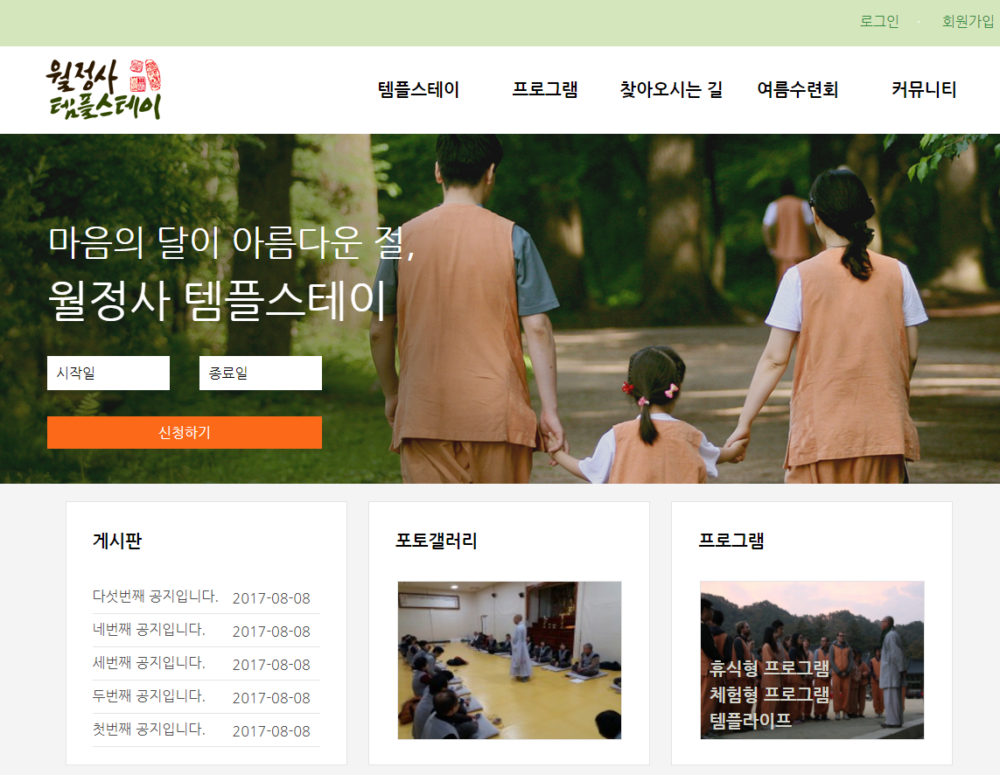 로그인 · 회원가입
월정사
템플스테이
템플스테이 프로그램 찾아오시는 길 여름수련회 커뮤니티
마음의 달이 아름다운 절,
월정사 템플스테이
시작일 종료일
신청하기
게시판
다섯번째 공지입니다. 2017-08-08
네번째 공지입니다. 2017-08-08
세번째 공지입니다. 2017-08-08
두번째 공지입니다. 2017-08-08
첫번째 공지입니다. 2017-08-08
포토갤러리
프로그램
휴식형 프로그램
체험형 프로그램
템플라이프